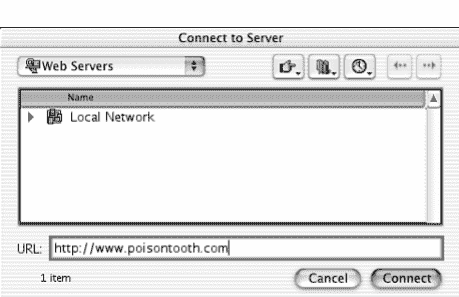 Connect to Server
Web Servers
Name
Local Network
URL: http://www.poisontooth.com
1 item
Cancel
Connect